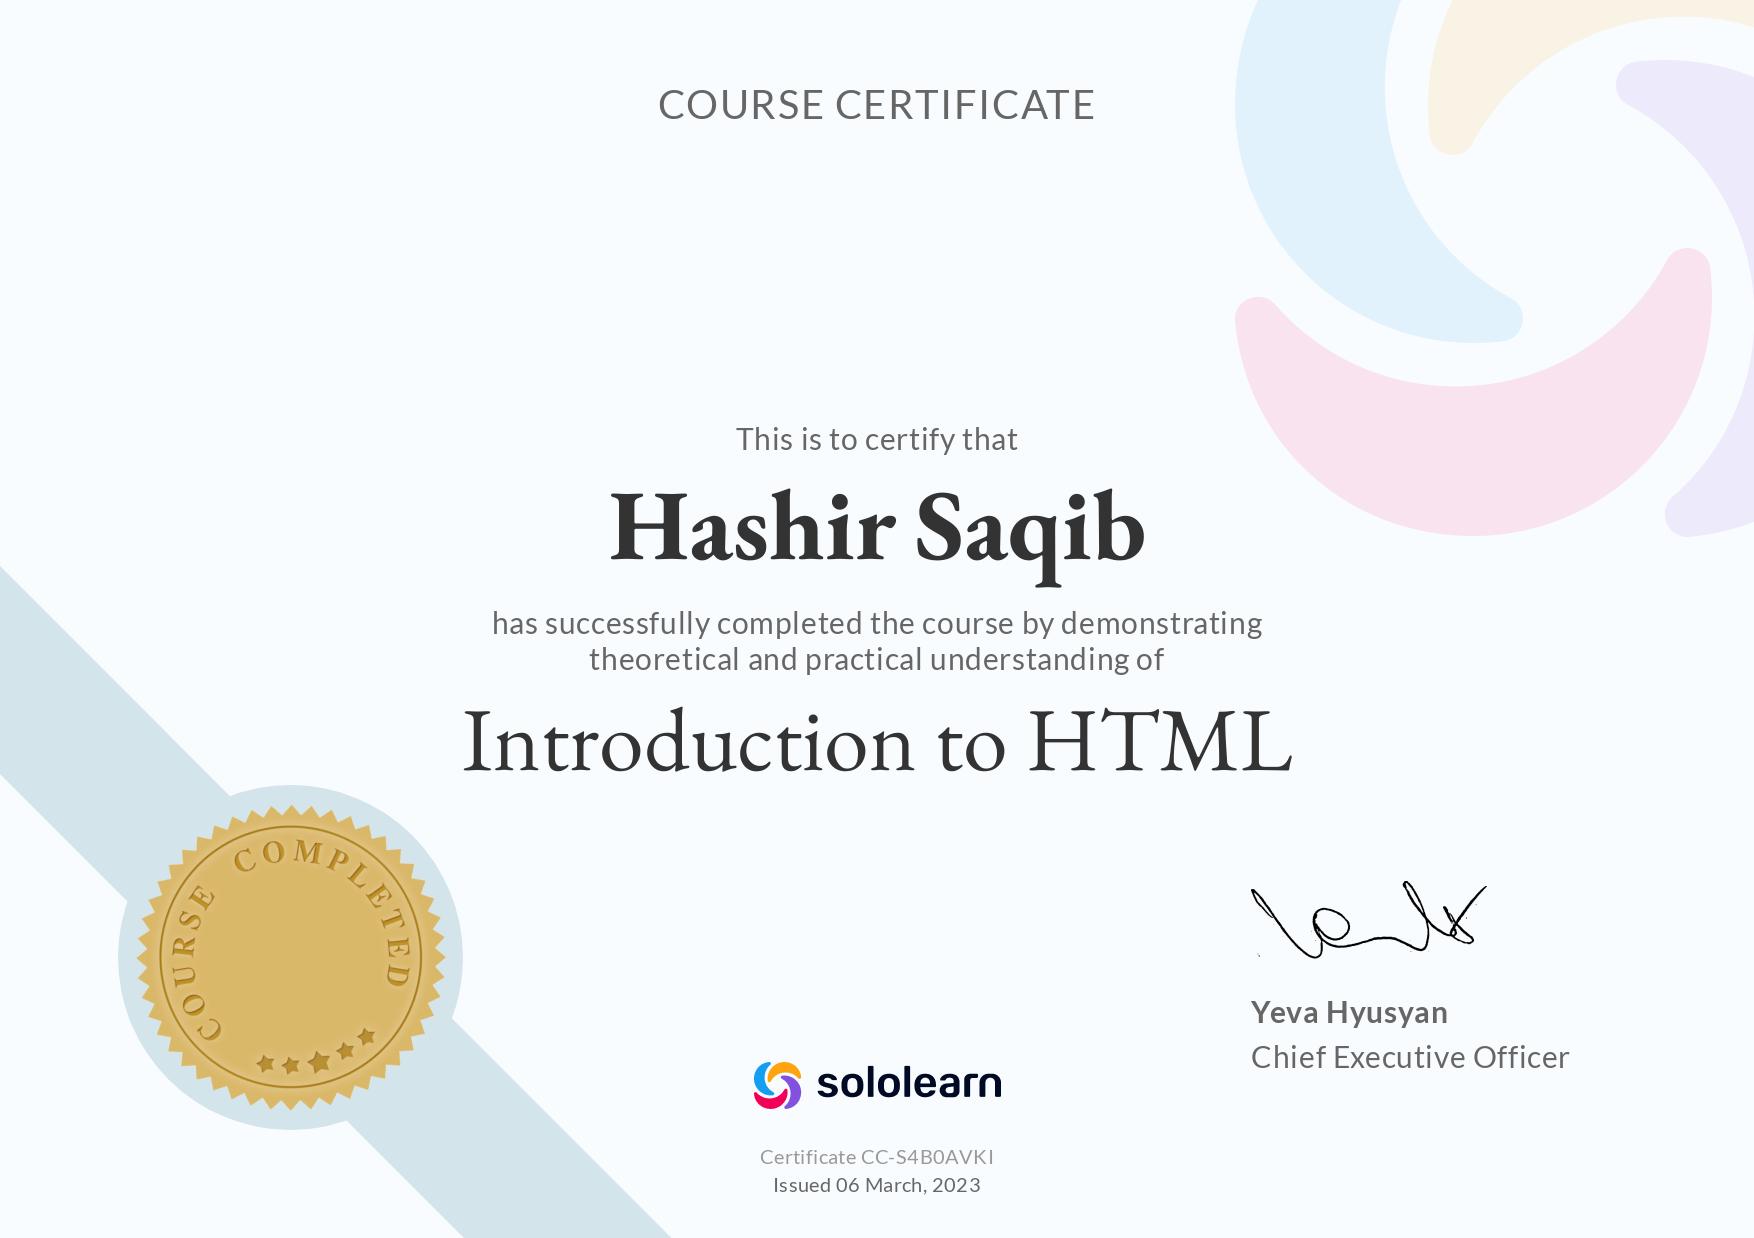 COURSE CERTIFICATE
This is to certify that
Hashir Saqib
has successfully completed the course by demonstrating
theoretical and practical understanding of
Introduction to HTML
COURSE COMPLETED
Yeva Hyusyan
Chief Executive Officer
sololearn
Certificate CC-S4B0AVKI
Issued 06 March, 2023